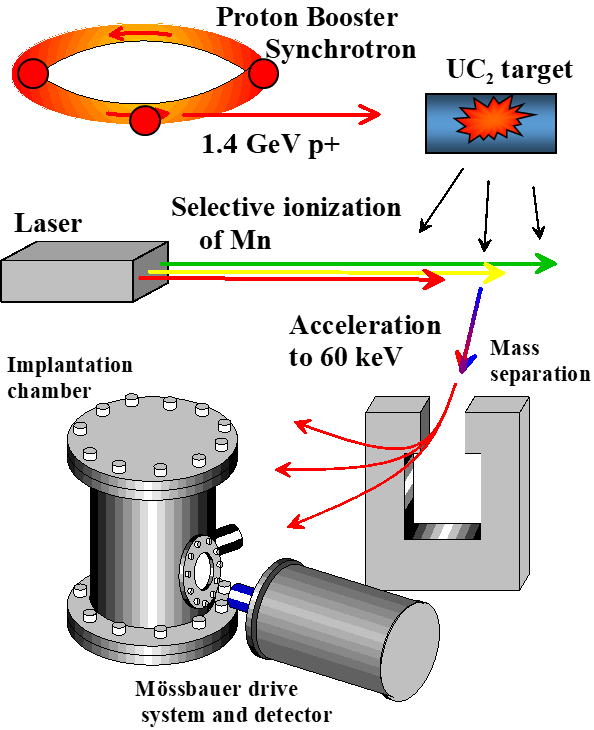 Proton Booster
Synchrotron
UC2 target
1.4 GeV p+
Selective ionization
of Mn
Laser
Acceleration
to 60 keV
Mass
separation
Implantation
chamber
Mössbauer drive
system and detector